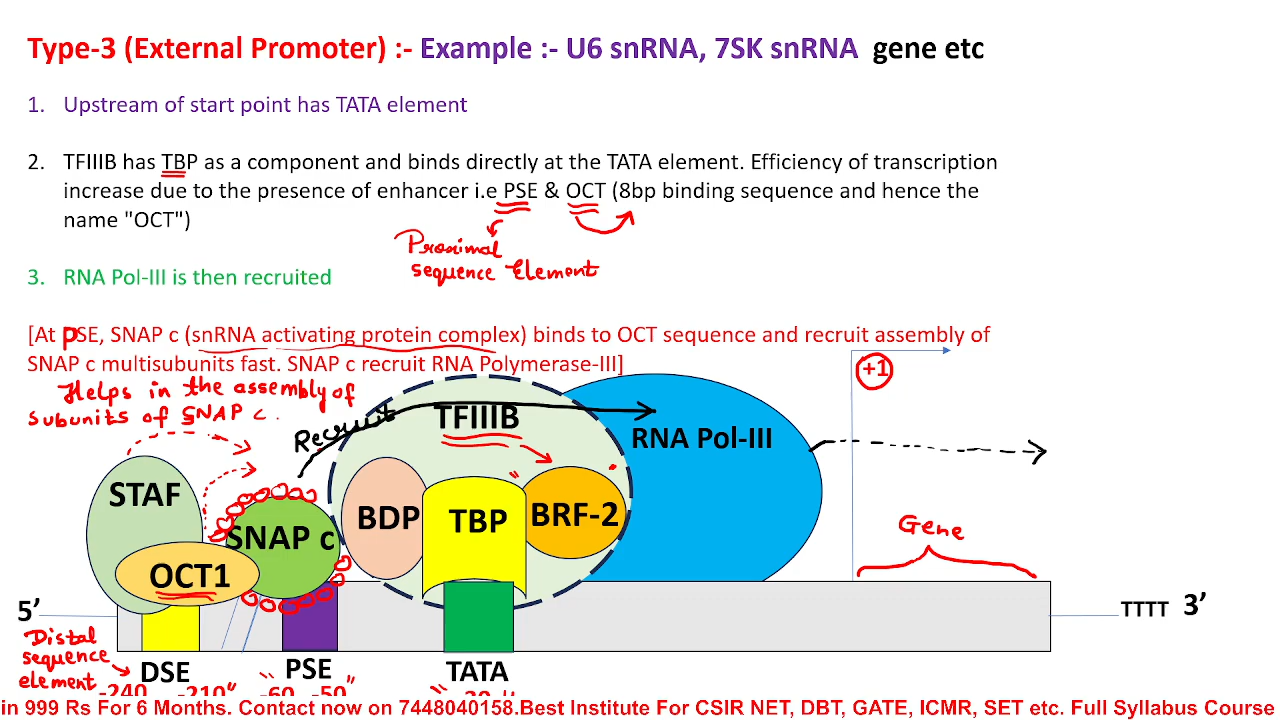 Type-3 (External Promoter) :- Example :- U6 snRNA, 7SK snRNA gene etc
1. Upstream of start point has TATA element
2. TFIIIB has TBP as a component and binds directly at the TATA element. Efficiency of transcription
increase due to the presence of enhancer i.e PSE & OCT (8bp binding sequence and hence the
name "OCT")
Proximal
sequence Element
3. RNA Pol-III is then recruited
[At PSE, SNAP c (snRNA activating protein complex) binds to OCT sequence and recruit assembly of
SNAP c multisubunits fast. SNAP c recruit RNA Polymerase-III]
+1
Helps in the assembly of
subunits of SNAP c.
Recruit
TFIIIB
RNA Pol-III
STAF
BDP
TBP
BRF-2
SNAP c
OCT1
Gene
5’
TTTT 3’
Distal
sequence
element
DSE
PSE
TATA
-240 -210"
"-60 -50"
in 999 Rs For 6 Months. Contact now on 7448040158.Best Institute For CSIR NET, DBT, GATE, ICMR, SET etc. Full Syllabus Course